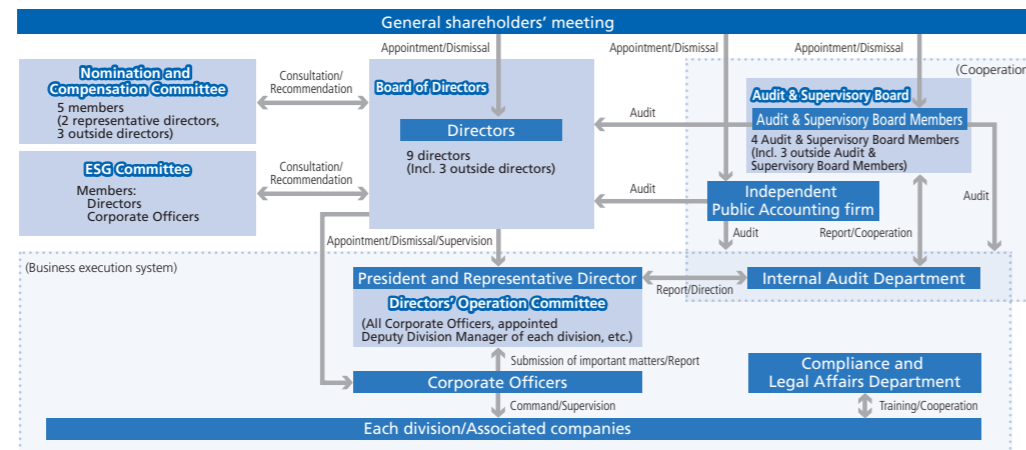 General shareholders' meeting
Appointment/Dismissal
Appointment/Dismissal
Appointment/Dismissal
(Cooperation
Nomination and
Compensation Committee
5 members
(2 representative directors,
3 outside directors)
Consultation/
Recommendation
Board of Directors
Directors
9 directors
(Incl. 3 outside directors)
Audit
Audit & Supervisory Board
Audit & Supervisory Board Members
4 Audit & Supervisory Board Members
(Incl. 3 outside Audit &
Supervisory Board Members)
ESG Committee
Members:
Directors
Corporate Officers
Consultation/
Recommendation
Audit
Independent
Public Accounting firm
Audit
Audit
Report/Cooperation
Appointment/Dismissal/Supervision
(Business execution system)
President and Representative Director
Report/Direction
Internal Audit Department
Directors' Operation Committee
(All Corporate Officers, appointed
Deputy Division Manager of each division, etc.)
Submission of important matters/Report
Corporate Officers
Compliance and
Legal Affairs Department
Command/Supervision
Training/Cooperation
Each division/Associated companies